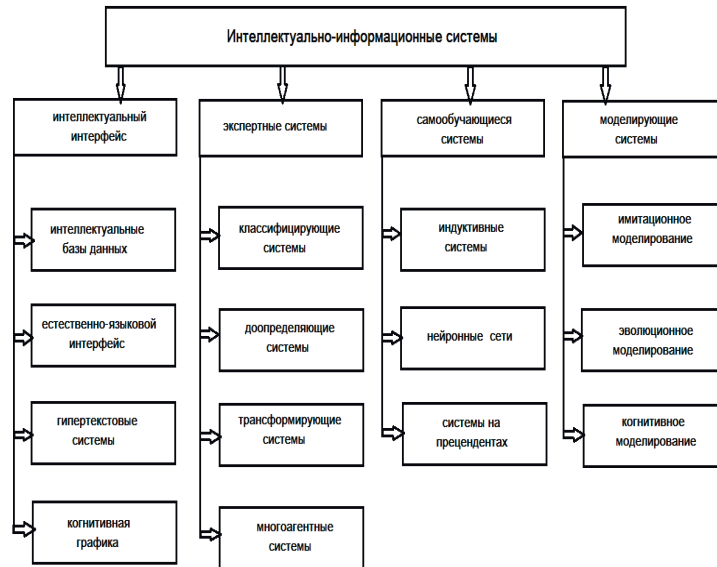 Интеллектуально-информационные системы
интеллектуальный
интерфейс
экспертные системы
самообучающиеся
системы
моделирующие
системы
интеллектуальные
базы данных
классифицирующие
системы
индуктивные
системы
имитационное
моделирование
естественно-языковой
интерфейс
доопределяющие
системы
нейронные сети
эволюционное
моделирование
гипертекстовые
системы
трансформирующие
системы
системы на
прецендентах
когнитивное
моделирование
когнитивная
графика
многоагентные
системы